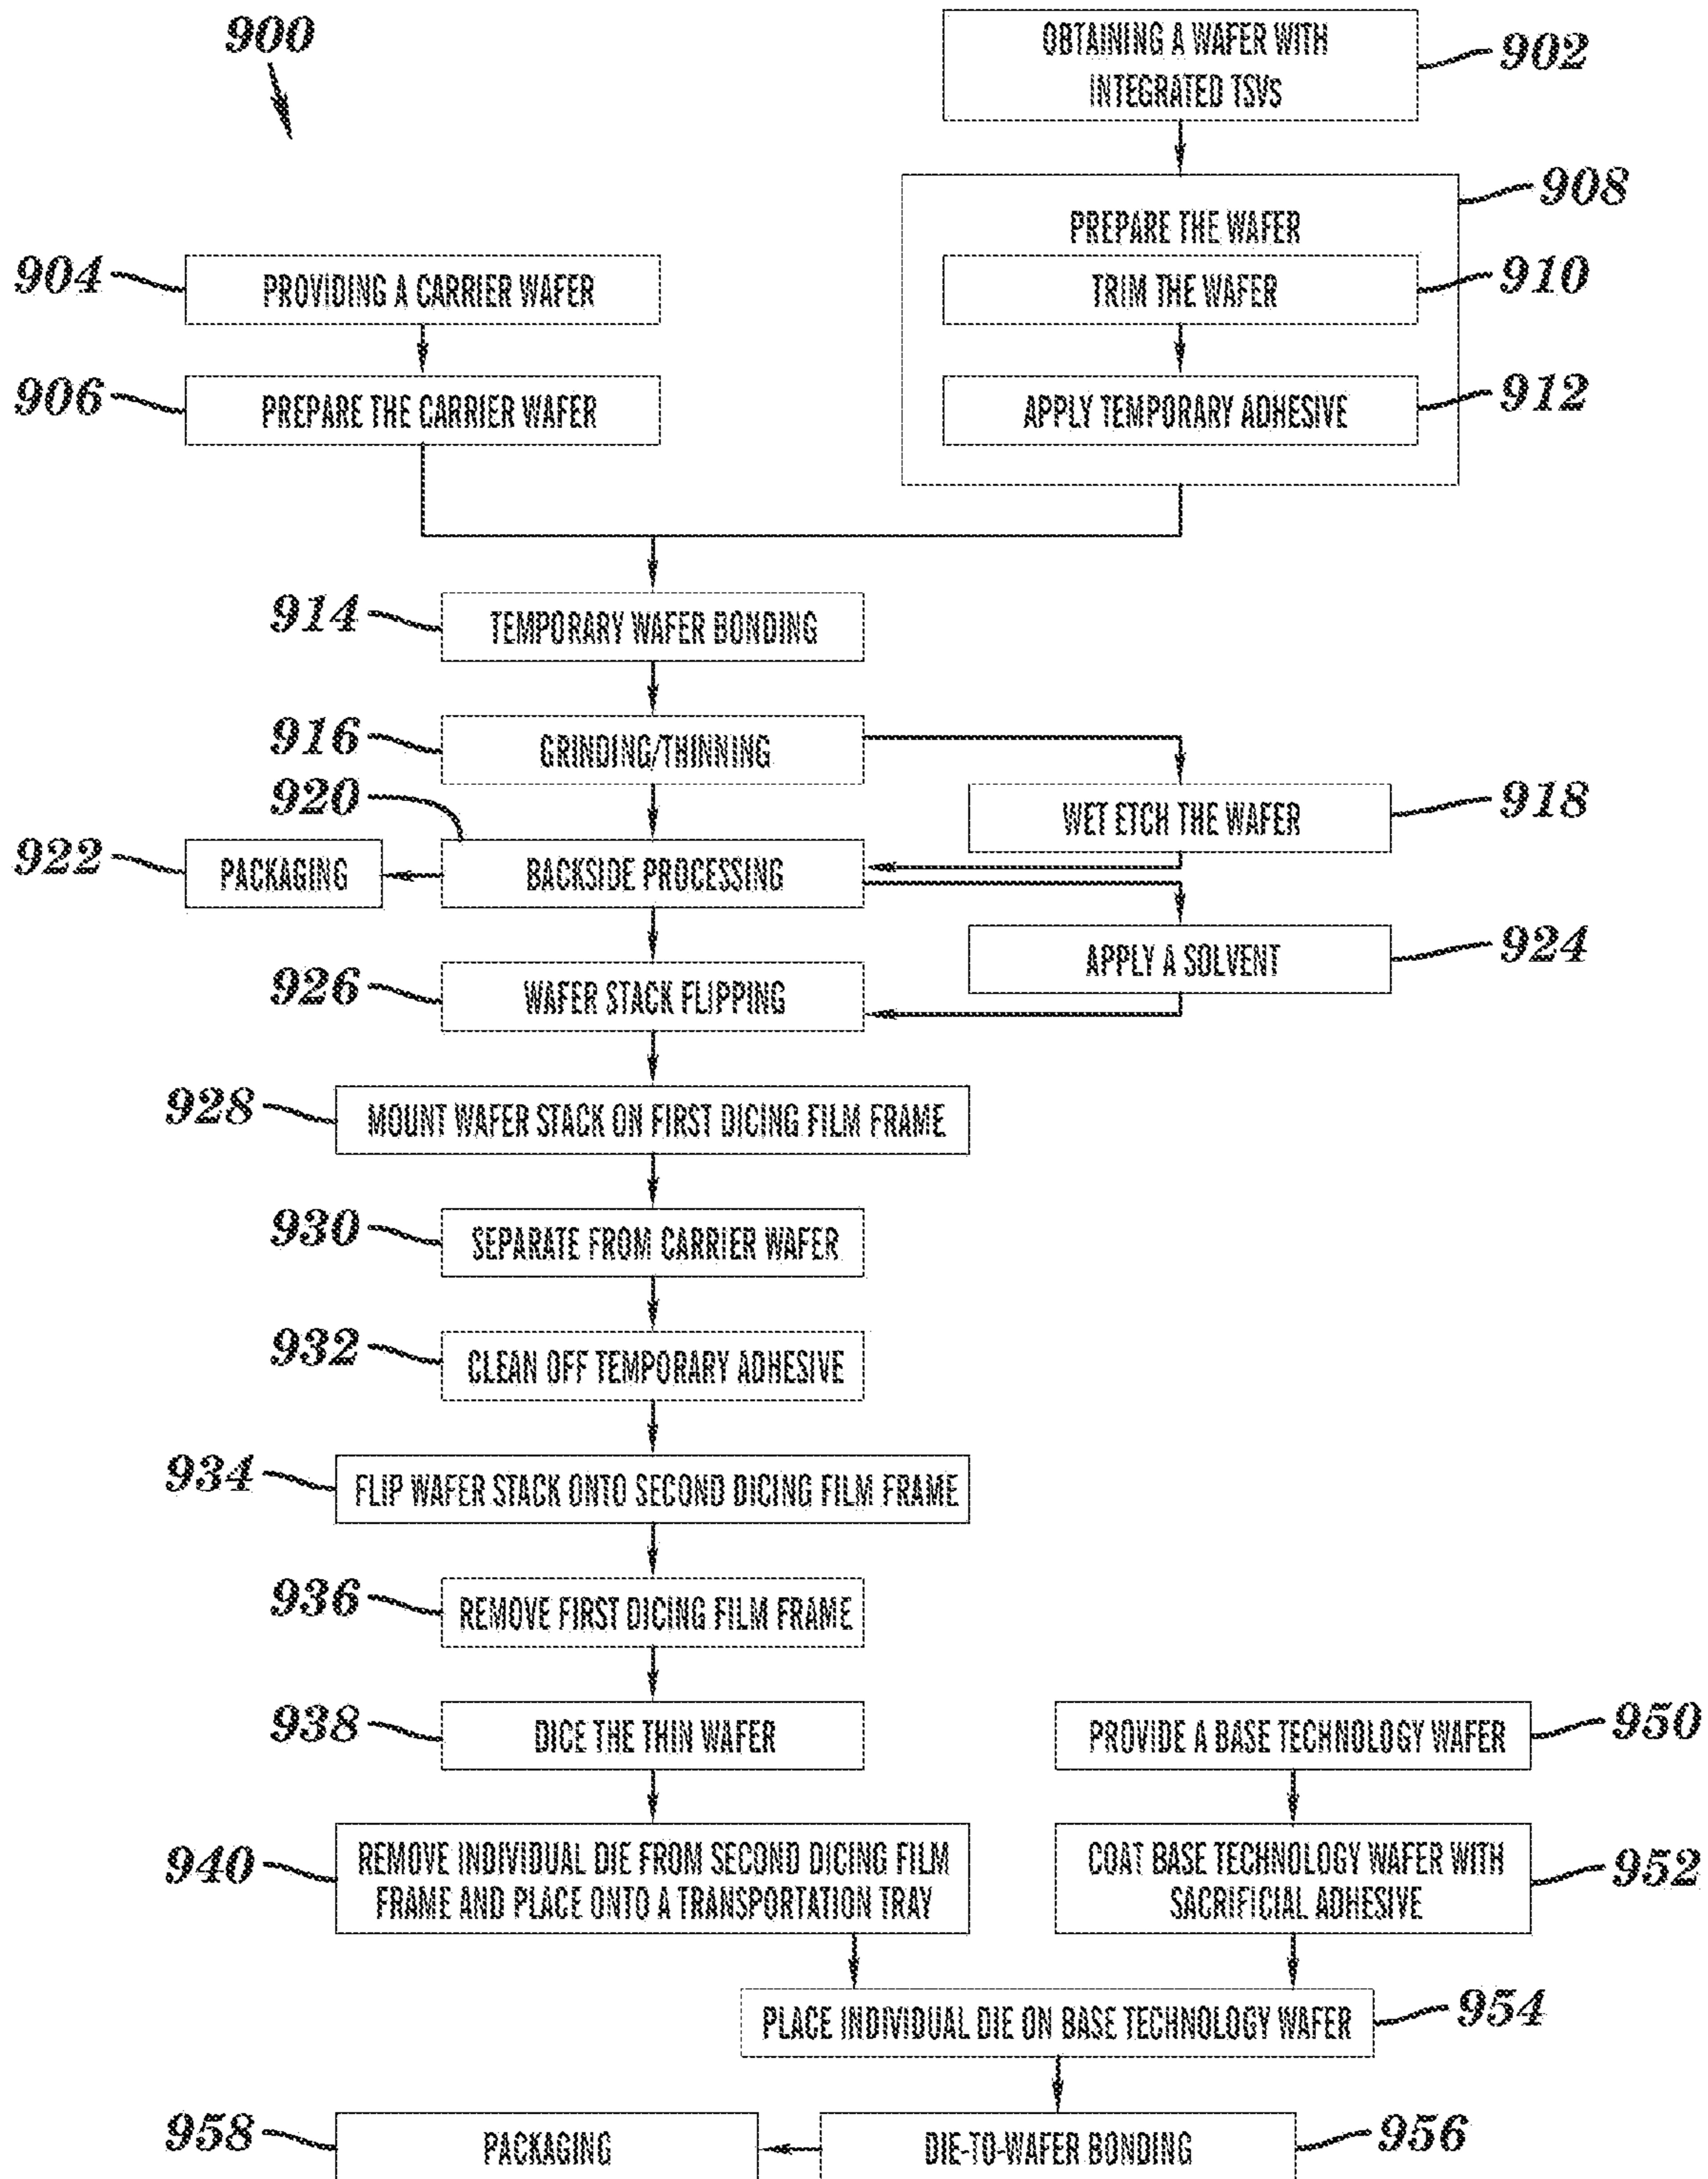 900
OBTAINING A WAFER WITH
INTEGRATED TSVs
902
908
PREPARE THE WAFER
904
PROVIDING A CARRIER WAFER
TRIM THE WAFER
910
906
PREPARE THE CARRIER WAFER
APPLY TEMPORARY ADHESIVE
912
914
TEMPORARY WAFER BONDING
916
GRINDING/THINNING
920
WET ETCH THE WAFER
918
922
PACKAGING
BACKSIDE PROCESSING
APPLY A SOLVENT
924
926
WAFER STACK FLIPPING
928
MOUNT WAFER STACK ON FIRST DICING FILM FRAME
930
SEPARATE FROM CARRIER WAFER
932
CLEAN OFF TEMPORARY ADHESIVE
934
FLIP WAFER STACK ONTO SECOND DICING FILM FRAME
936
REMOVE FIRST DICING FILM FRAME
938
DICE THE THIN WAFER
PROVIDE A BASE TECHNOLOGY WAFER
950
940
REMOVE INDIVIDUAL DIE FROM SECOND DICING FILM
FRAME AND PLACE ONTO A TRANSPORTATION TRAY
COAT BASE TECHNOLOGY WAFER WITH
SACRIFICIAL ADHESIVE
952
PLACE INDIVIDUAL DIE ON BASE TECHNOLOGY WAFER
954
958
PACKAGING
DIE-TO-WAFER BONDING
956